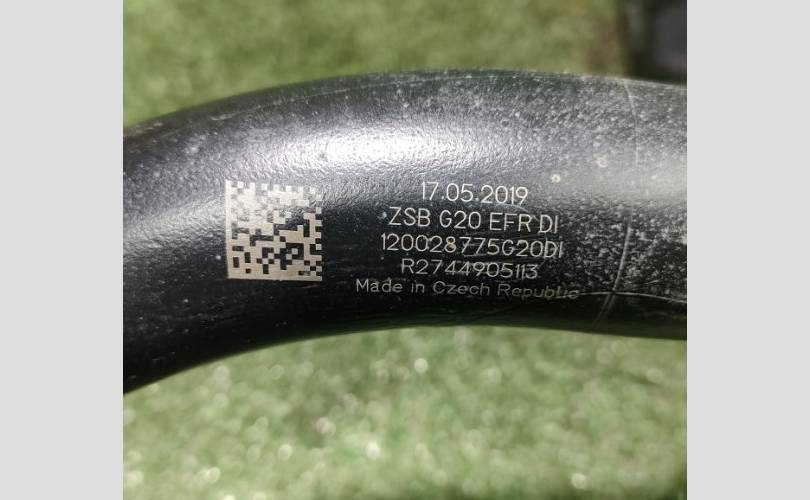 17.05.2019
ZSB G20 EFR DI
120028775G20DI
R2744905113
Made in Czech Republic